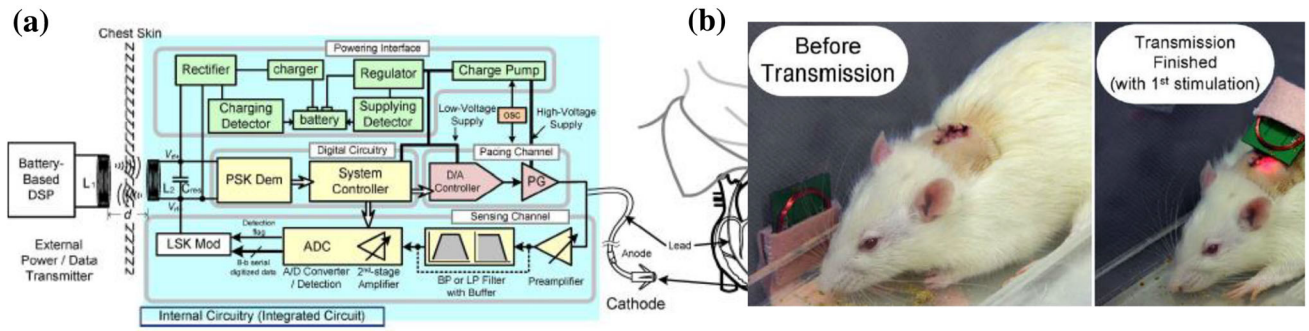 (a)
Chest Skin
Powering Interface
Rectifier
charger
Regulator
Charge Pump
Charging
Detector
battery
Supplying
Detector
Low-Voltage
Supply
OSC
High-Voltage
Supply
Digital Circuitry
Pacing Channel
Battery-
Based
DSP
L1
L2
Cres
d
PSK Dem
System
Controller
D/A
Controller
PG
External
Power / Data
Transmitter
Sensing Channel
LSK Mod
Detection
flag
8-b serial
digitized data
ADC
A/D Converter
/ Detection
2nd-stage
Amplifier
BP or LP Filter
with Buffer
Preamplifier
Lead
Anode
Cathode
Internal Circuitry (Integrated Circuit)
(b)
Before
Transmission
Transmission
Finished
(with 1st stimulation)